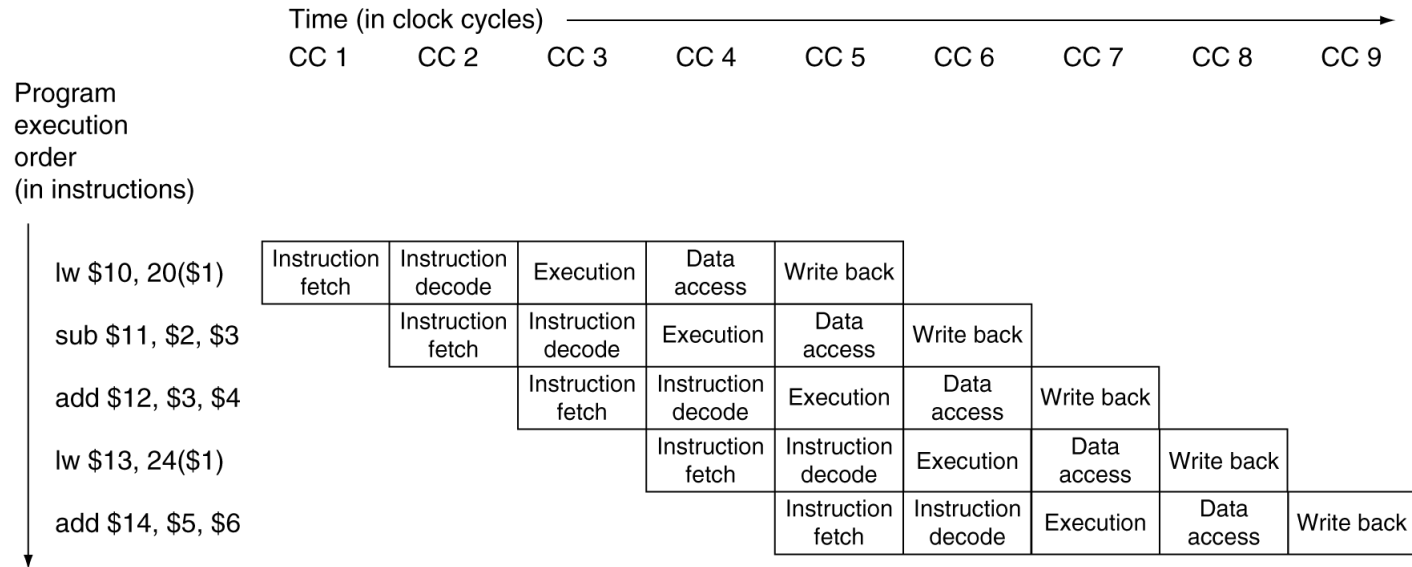 Time (in clock cycles)
CC 1 CC 2 CC 3 CC 4 CC 5 CC 6 CC 7 CC 8 CC 9
Program
execution
order
(in instructions)
lw $10, 20($1)
Instruction
fetch
Instruction
decode
Execution
Data
access
Write back
sub $11, $2, $3
Instruction
fetch
Instruction
decode
Execution
Data
access
Write back
add $12, $3, $4
Instruction
fetch
Instruction
decode
Execution
Data
access
Write back
lw $13, 24($1)
Instruction
fetch
Instruction
decode
Execution
Data
access
Write back
add $14, $5, $6
Instruction
fetch
Instruction
decode
Execution
Data
access
Write back